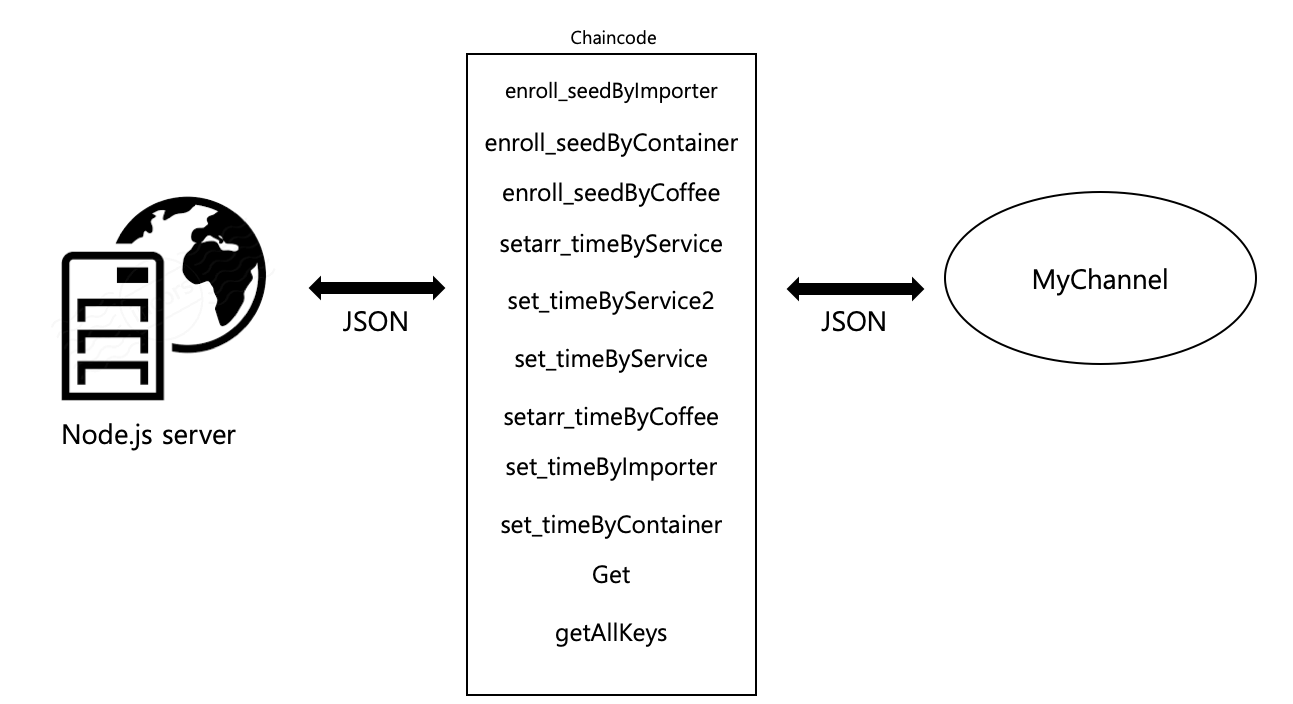 Chaincode
enroll_seedByImporter
enroll_seedByContainer
enroll_seedByCoffee
setarr_timeByService
set_timeByService2
set_timeByService
setarr_timeByCoffee
set_timeByImporter
set_timeByContainer
Get
getAllKeys
JSON
JSON
Node.js server
MyChannel